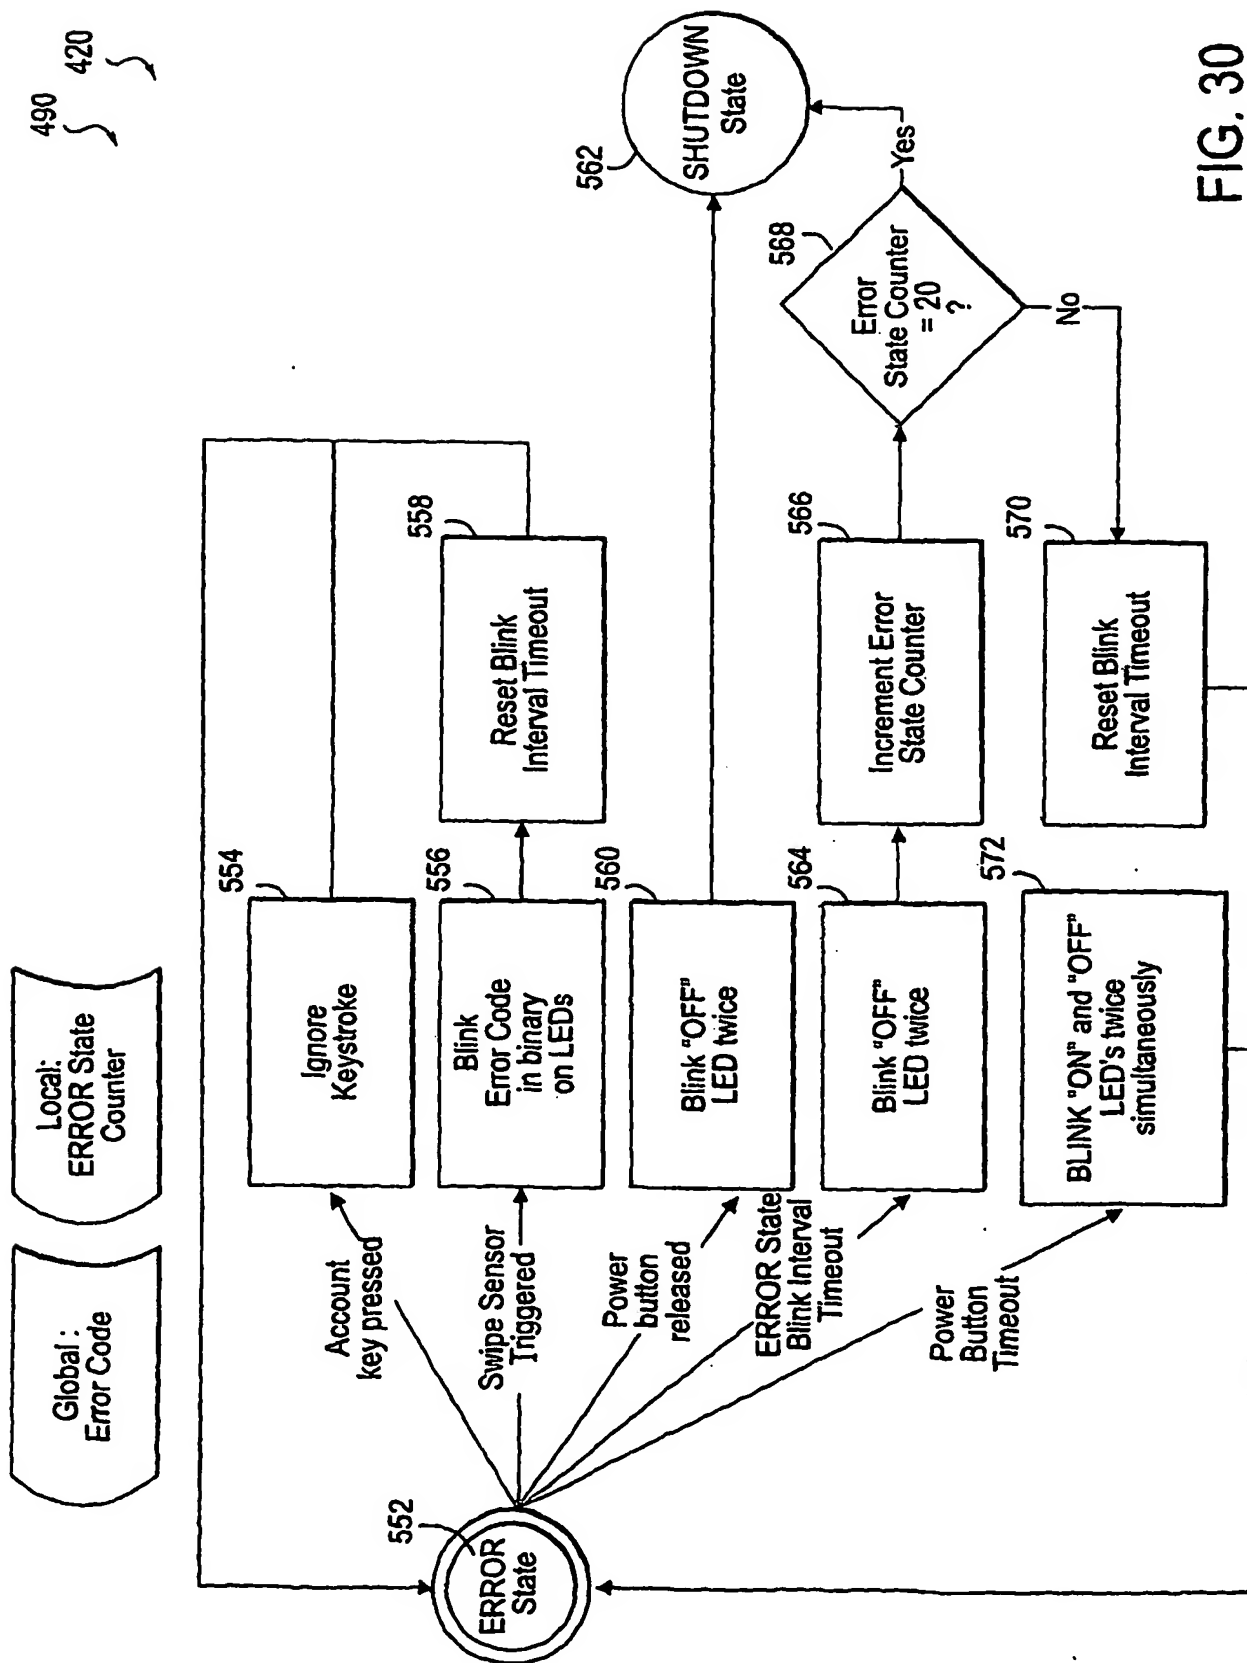 490
420
Global :
Error Code
Local:
ERROR State
Counter
552
ERROR
State
Account
key pressed
554
Ignore
Keystroke
Swipe Sensor
Triggered
556
Blink
Error Code
in binary
on LEDs
558
Reset Blink
Interval Timeout
Power
button
released
560
Blink "OFF"
LED twice
562
SHUTDOWN
State
ERROR State
Blink Interval
Timeout
564
Blink "OFF"
LED twice
566
Increment Error
State Counter
568
Error
State Counter
= 20
?
Yes
No
570
Reset Blink
Interval Timeout
Power
Button
Timeout
572
BLINK "ON" and "OFF"
LED's twice
simultaneously
FIG. 30